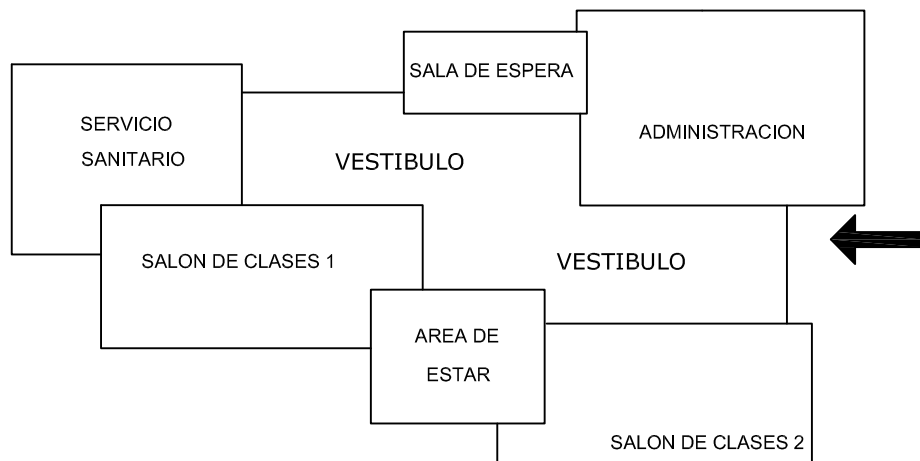 SALA DE ESPERA
SERVICIO
SANITARIO
ADMINISTRACION
VESTIBULO
SALON DE CLASES 1
VESTIBULO
AREA DE
ESTAR
SALON DE CLASES 2